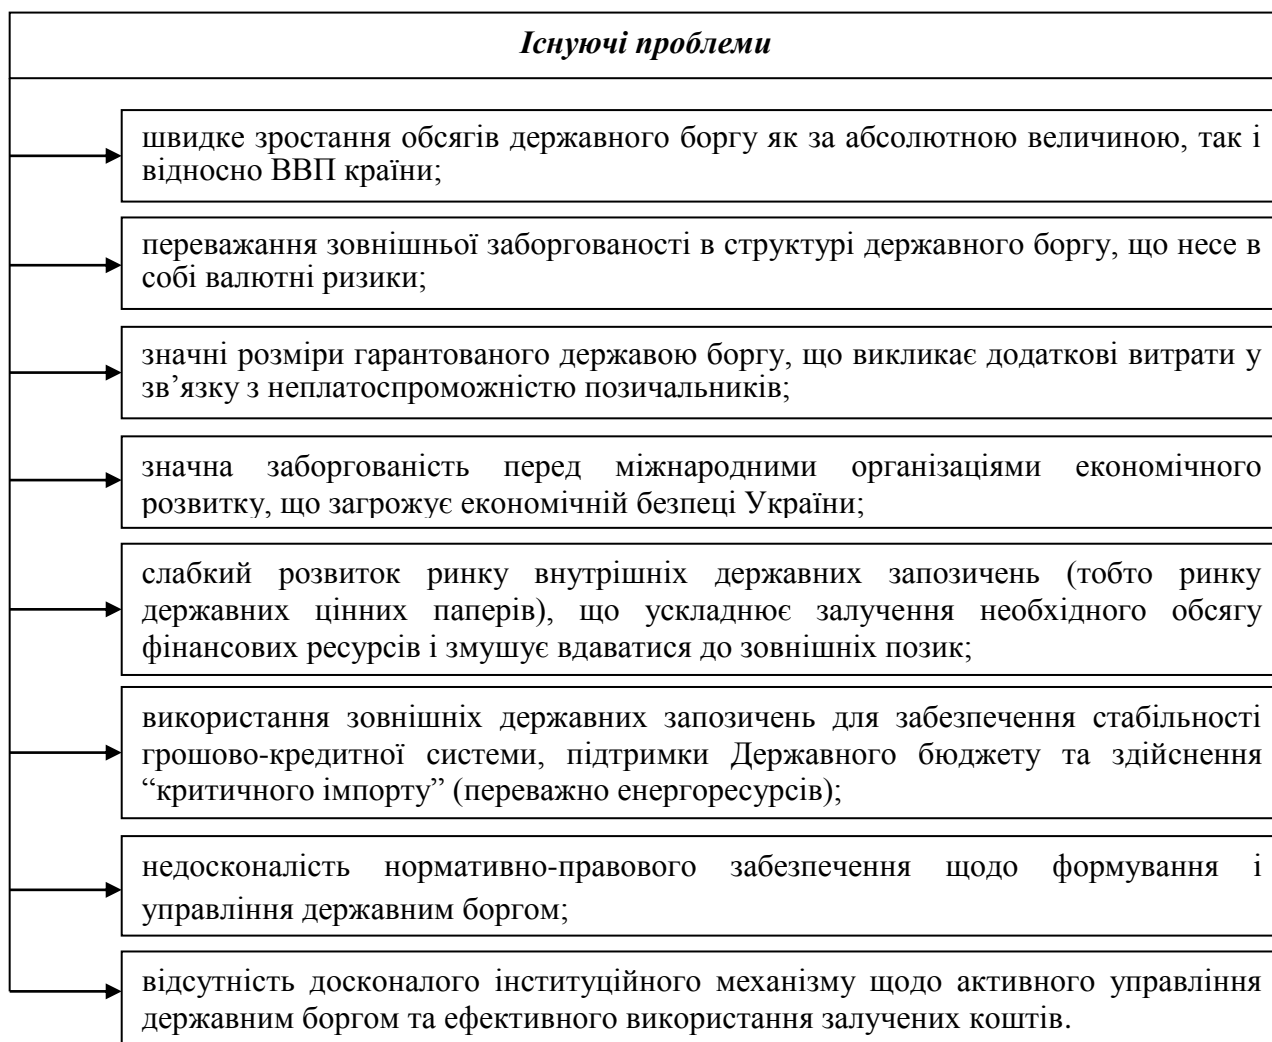 Існуючі проблеми
швидке зростання обсягів державного боргу як за абсолютною величиною, так і
відносно ВВП країни;
переважання зовнішньої заборгованості в структурі державного боргу, що несе в
собі валютні ризики;
значні розміри гарантованого державою боргу, що викликає додаткові витрати у
зв’язку з неплатоспроможністю позичальників;
значна заборгованість перед міжнародними організаціями економічного
розвитку, що загрожує економічній безпеці України;
слабкий розвиток ринку внутрішніх державних запозичень (тобто ринку
державних цінних паперів), що ускладнює залучення необхідного обсягу
фінансових ресурсів і змушує вдаватися до зовнішніх позик;
використання зовнішніх державних запозичень для забезпечення стабільності
грошово-кредитної системи, підтримки Державного бюджету та здійснення
“критичного імпорту” (переважно енергоресурсів);
недосконалість нормативно-правового забезпечення щодо формування і
управління державним боргом;
відсутність досконалого інституційного механізму щодо активного управління
державним боргом та ефективного використання залучених коштів.